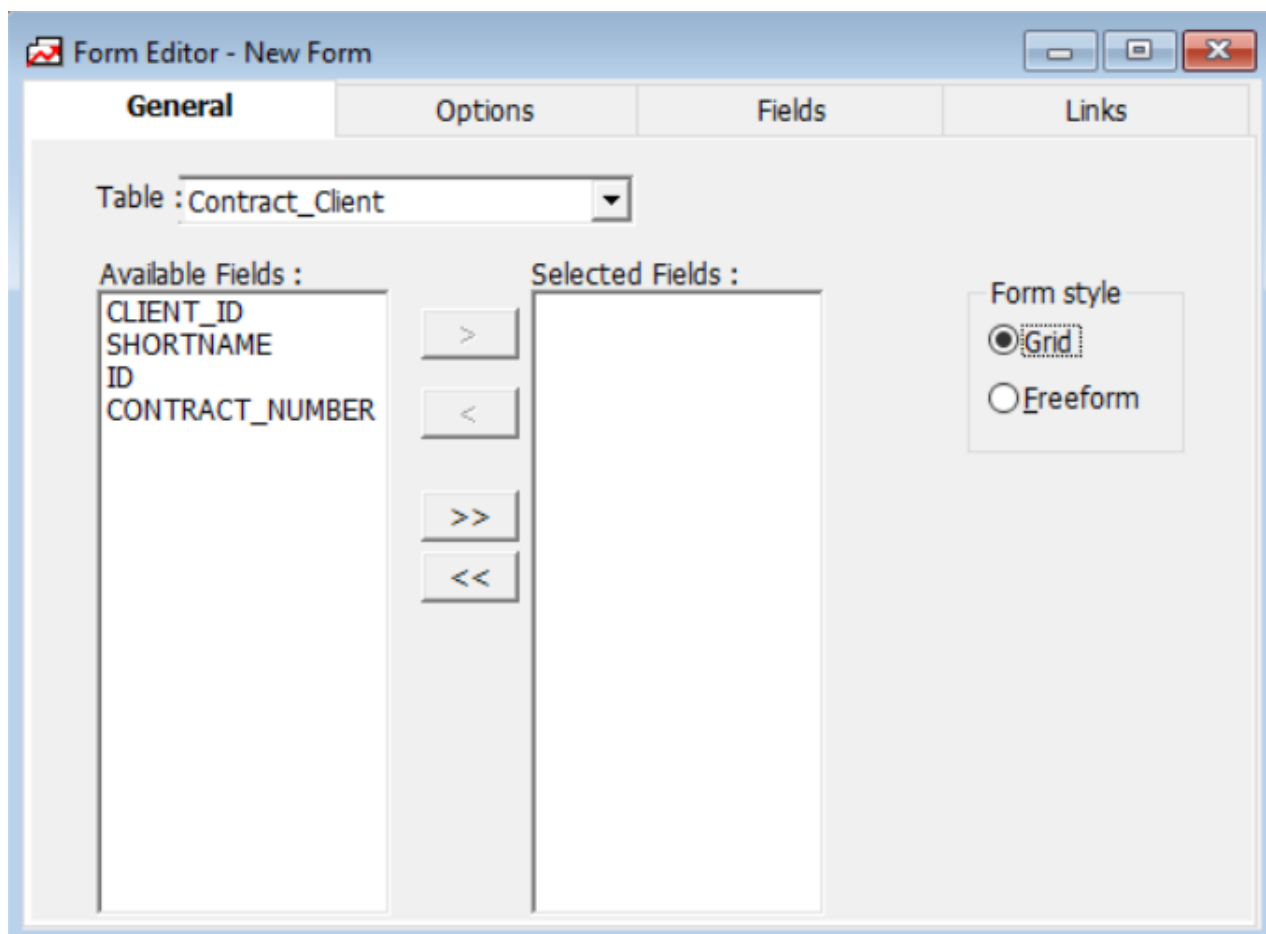 Form Editor - New Form
General Options Fields Links
Table : Contract_Client
Available Fields : Selected Fields :
Form style
CLIENT_ID
SHORTNAME
ID
CONTRACT_NUMBER
>
<
>>
<<
Grid
Freeform